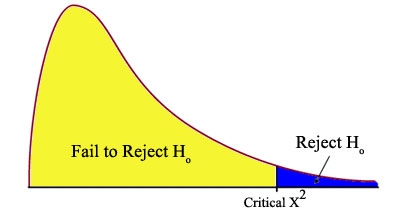 Reject Hₒ
Fail to Reject Hₒ
Critical X²